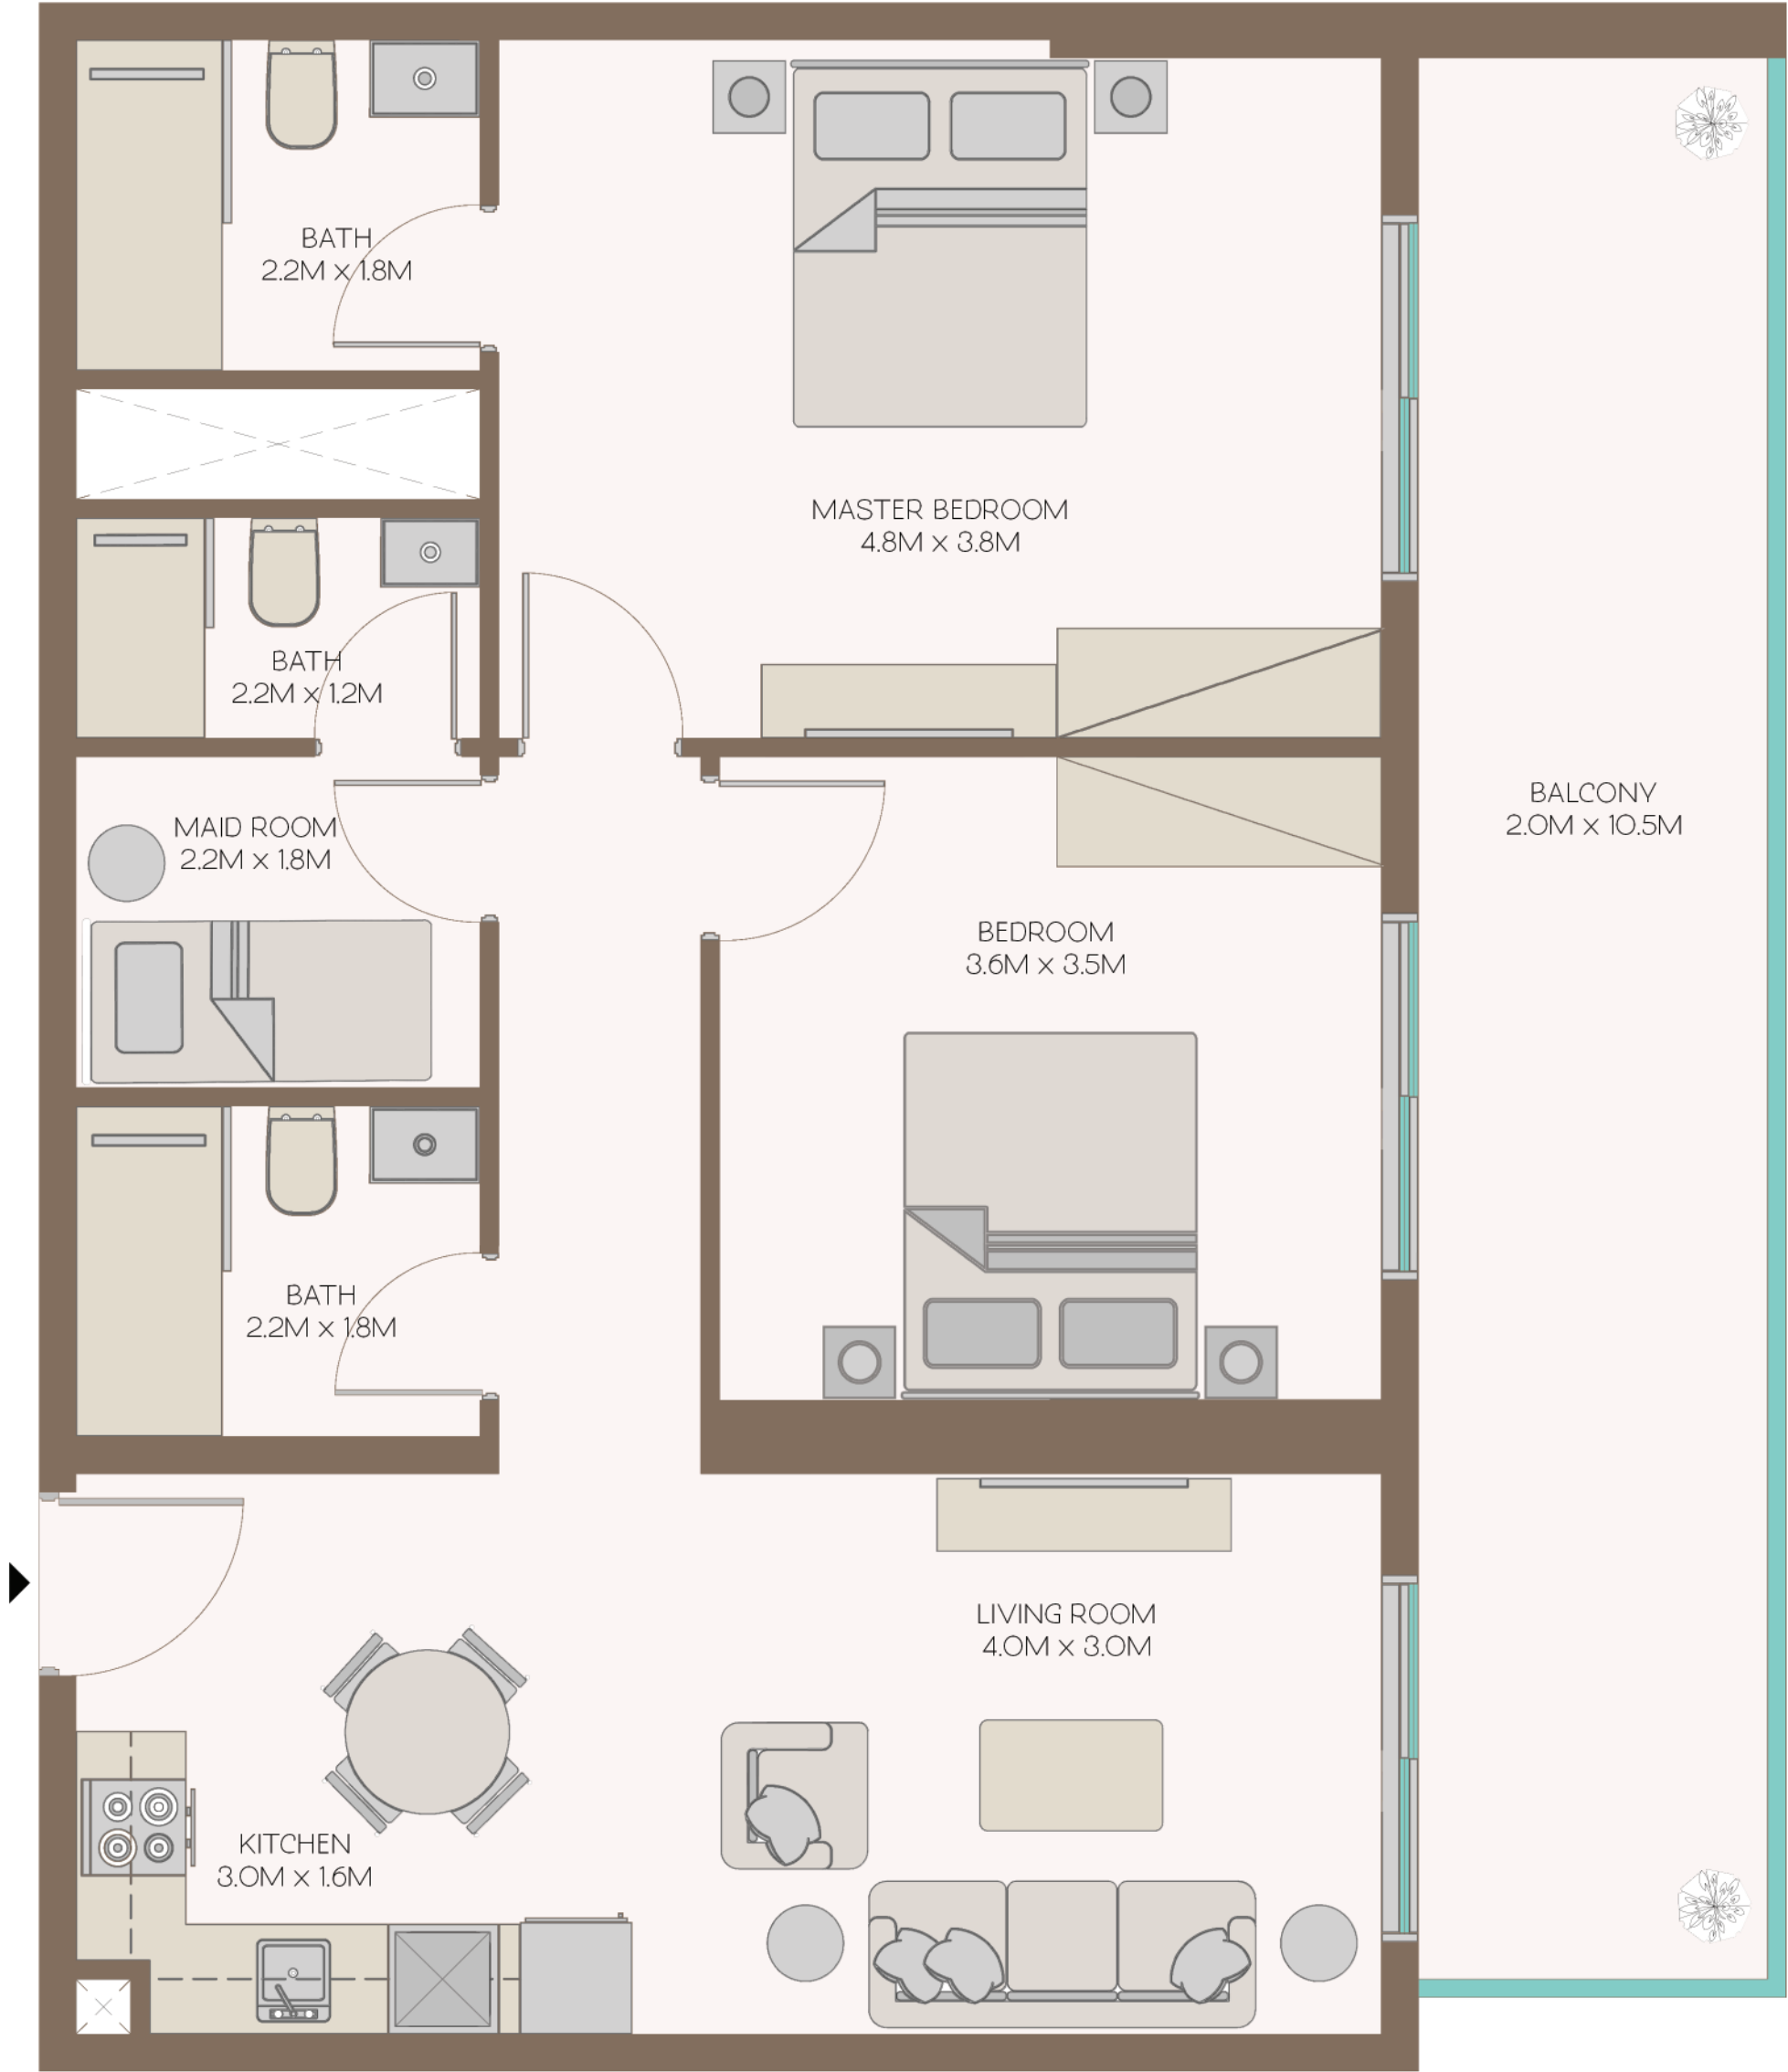 BATH
2.2M x 1.8M
MASTER BEDROOM
4.8M x 3.8M
BATH
2.2M x 1.2M
MAID ROOM
2.2M x 1.8M
BALCONY
2.0M x 10.5M
BEDROOM
3.6M x 3.5M
BATH
2.2M x 1.8M
LIVING ROOM
4.0M x 3.0M
KITCHEN
3.0M x 1.6M